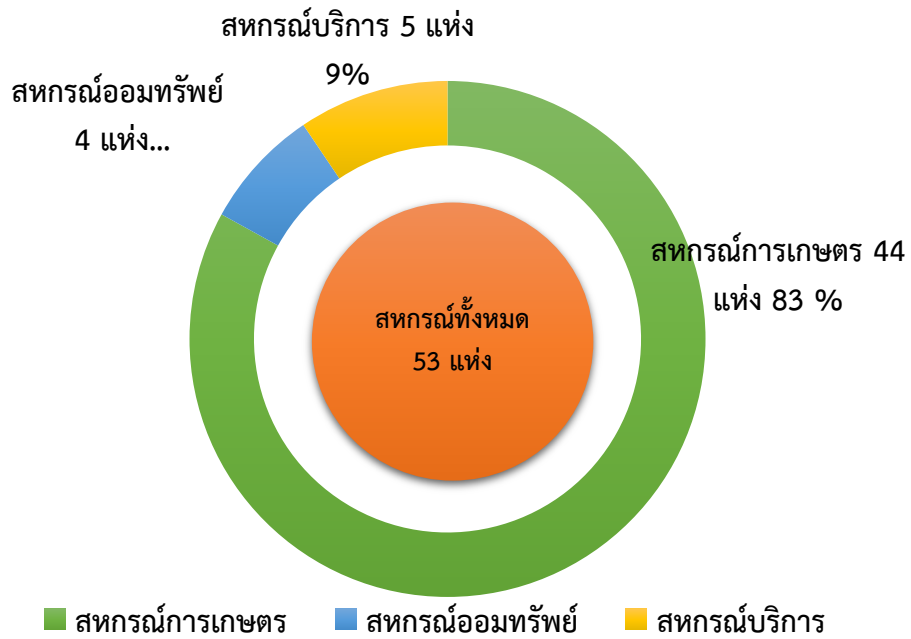 สหกรณ์บริการ 5 แห่ง
9%
สหกรณ์ออมทรัพย์
4 แห่ง...
สหกรณ์การเกษตร 44
แห่ง 83 %
สหกรณ์ทั้งหมด
53 แห่ง
สหกรณ์การเกษตร สหกรณ์ออมทรัพย์ สหกรณ์บริการ